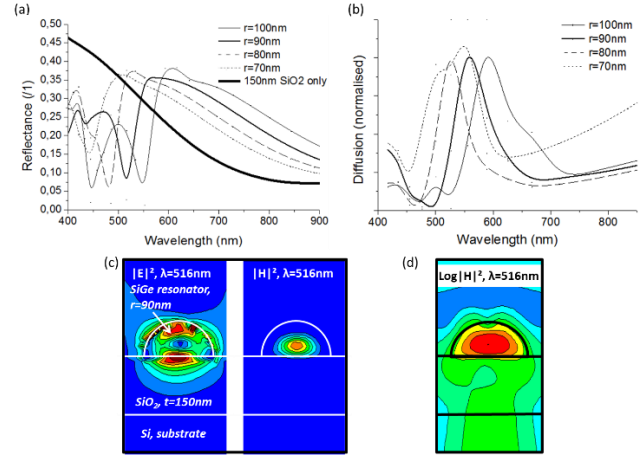 (a)
0,50
0,45
0,40
0,35
0,30
0,25
0,20
0,15
0,10
0,05
0,00
Reflectance (/1)
r=100nm
r=90nm
r=80nm
r=70nm
150nm SiO2 only
400 500 600 700 800 900
Wavelength (nm)
(b)
Diffusion (normalised)
r=100nm
r=90nm
r=80nm
r=70nm
500 600 700 800
Wavelength (nm)
(c)
|E|², λ=516nm
SiGe resonator,
r=90nm
SiO₂, t=150nm
Si, substrate
|H|², λ=516nm
(d)
Log|H|², λ=516nm